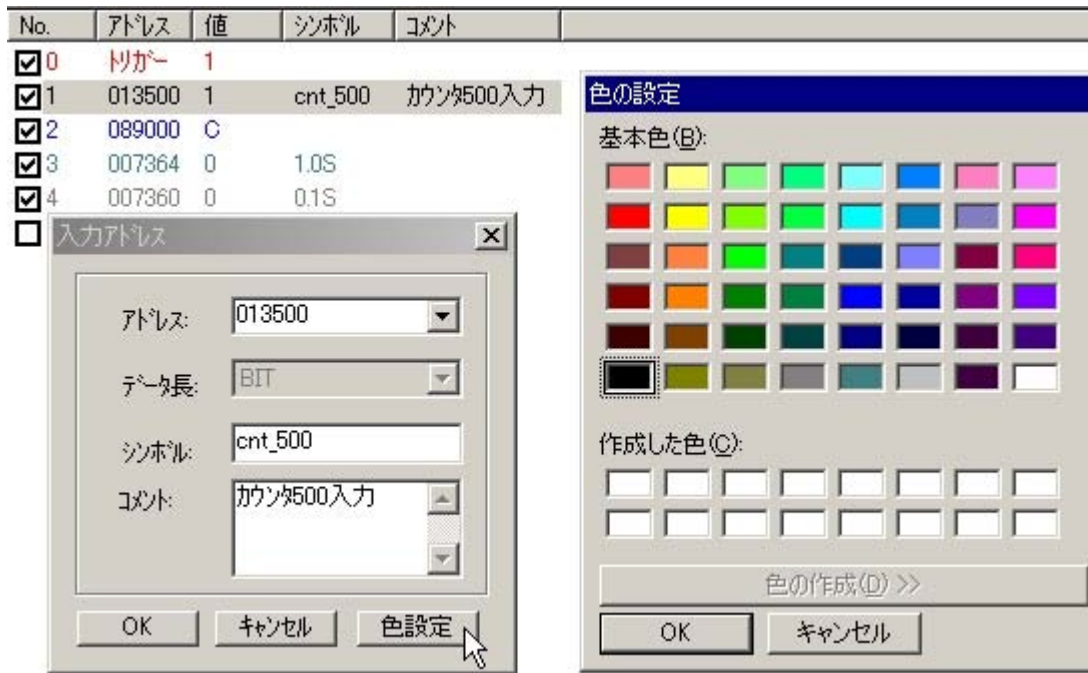 No. ｱﾄﾞﾚｽ 値 ｼﾝﾎﾞﾙ ｺﾒﾝﾄ
0 ﾄﾘｶﾞｰ 1
1 013500 1 cnt_500 ｶｳﾝﾀ500入力
2 089000 C
3 007364 0 1.0S
4 007360 0 0.1S
入力ｱﾄﾞﾚｽ
ｱﾄﾞﾚｽ: 013500
ﾃﾞｰﾀ長: BIT
ｼﾝﾎﾞﾙ: cnt_500
ｺﾒﾝﾄ: ｶｳﾝﾀ500入力
OK ｷｬﾝｾﾙ 色設定
色の設定
基本色(B):
作成した色(C):
色の作成(D) >>
OK キャンセル